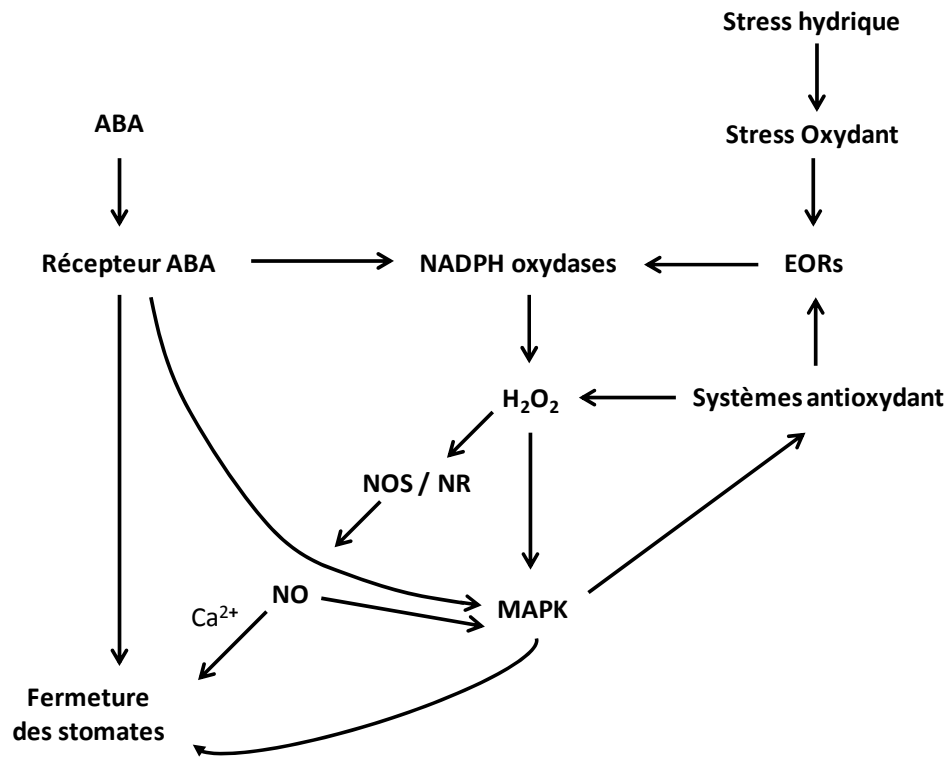 Stress hydrique
ABA
Stress Oxydant
Récepteur ABA
NADPH oxydases
EORs
H₂O₂
Systèmes antioxydant
NOS / NR
NO
MAPK
Ca²⁺
Fermeture
des stomates